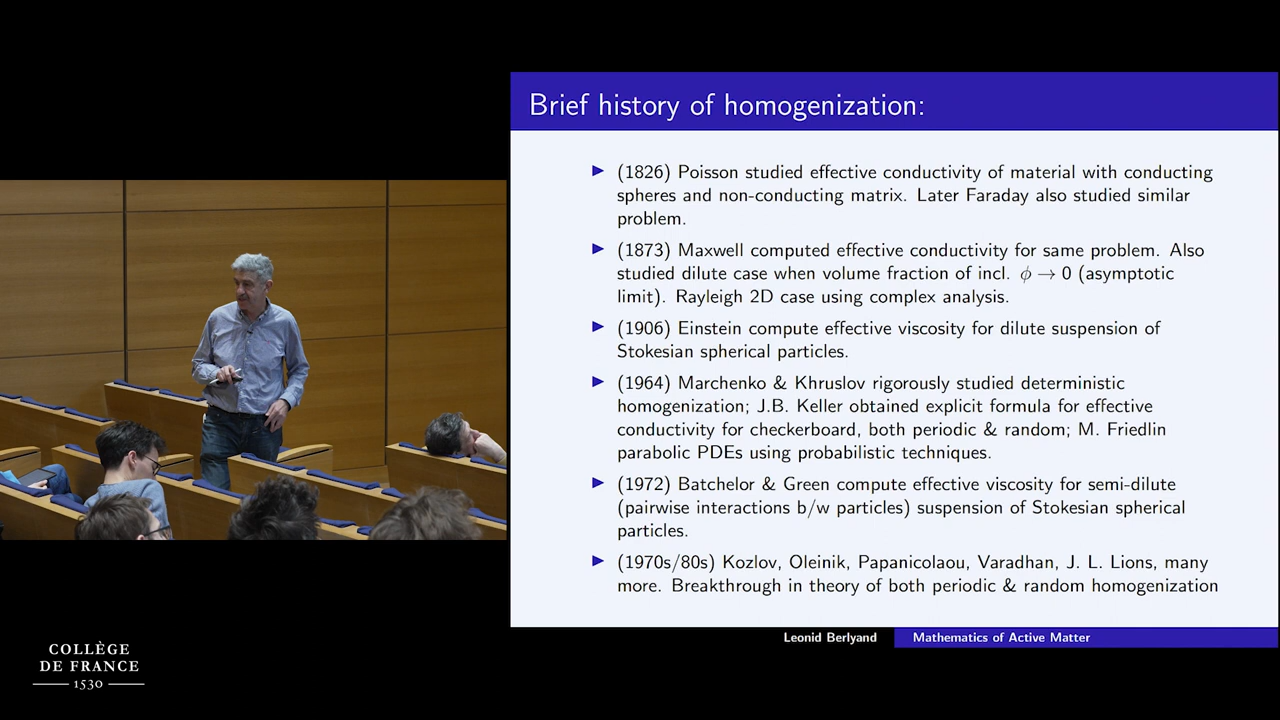 Brief history of homogenization:
▶ (1826) Poisson studied effective conductivity of material with conducting
spheres and non-conducting matrix. Later Faraday also studied similar
problem.
▶ (1873) Maxwell computed effective conductivity for same problem. Also
studied dilute case when volume fraction of incl. ϕ → 0 (asymptotic
limit). Rayleigh 2D case using complex analysis.
▶ (1906) Einstein compute effective viscosity for dilute suspension of
Stokesian spherical particles.
▶ (1964) Marchenko & Khruslov rigorously studied deterministic
homogenization; J.B. Keller obtained explicit formula for effective
conductivity for checkerboard, both periodic & random; M. Friedlin
parabolic PDEs using probabilistic techniques.
▶ (1972) Batchelor & Green compute effective viscosity for semi-dilute
(pairwise interactions b/w particles) suspension of Stokesian spherical
particles.
▶ (1970s/80s) Kozlov, Oleinik, Papanicolaou, Varadhan, J. L. Lions, many
more. Breakthrough in theory of both periodic & random homogenization
Leonid Berlyand Mathematics of Active Matter
COLLÈGE
DE FRANCE
1530